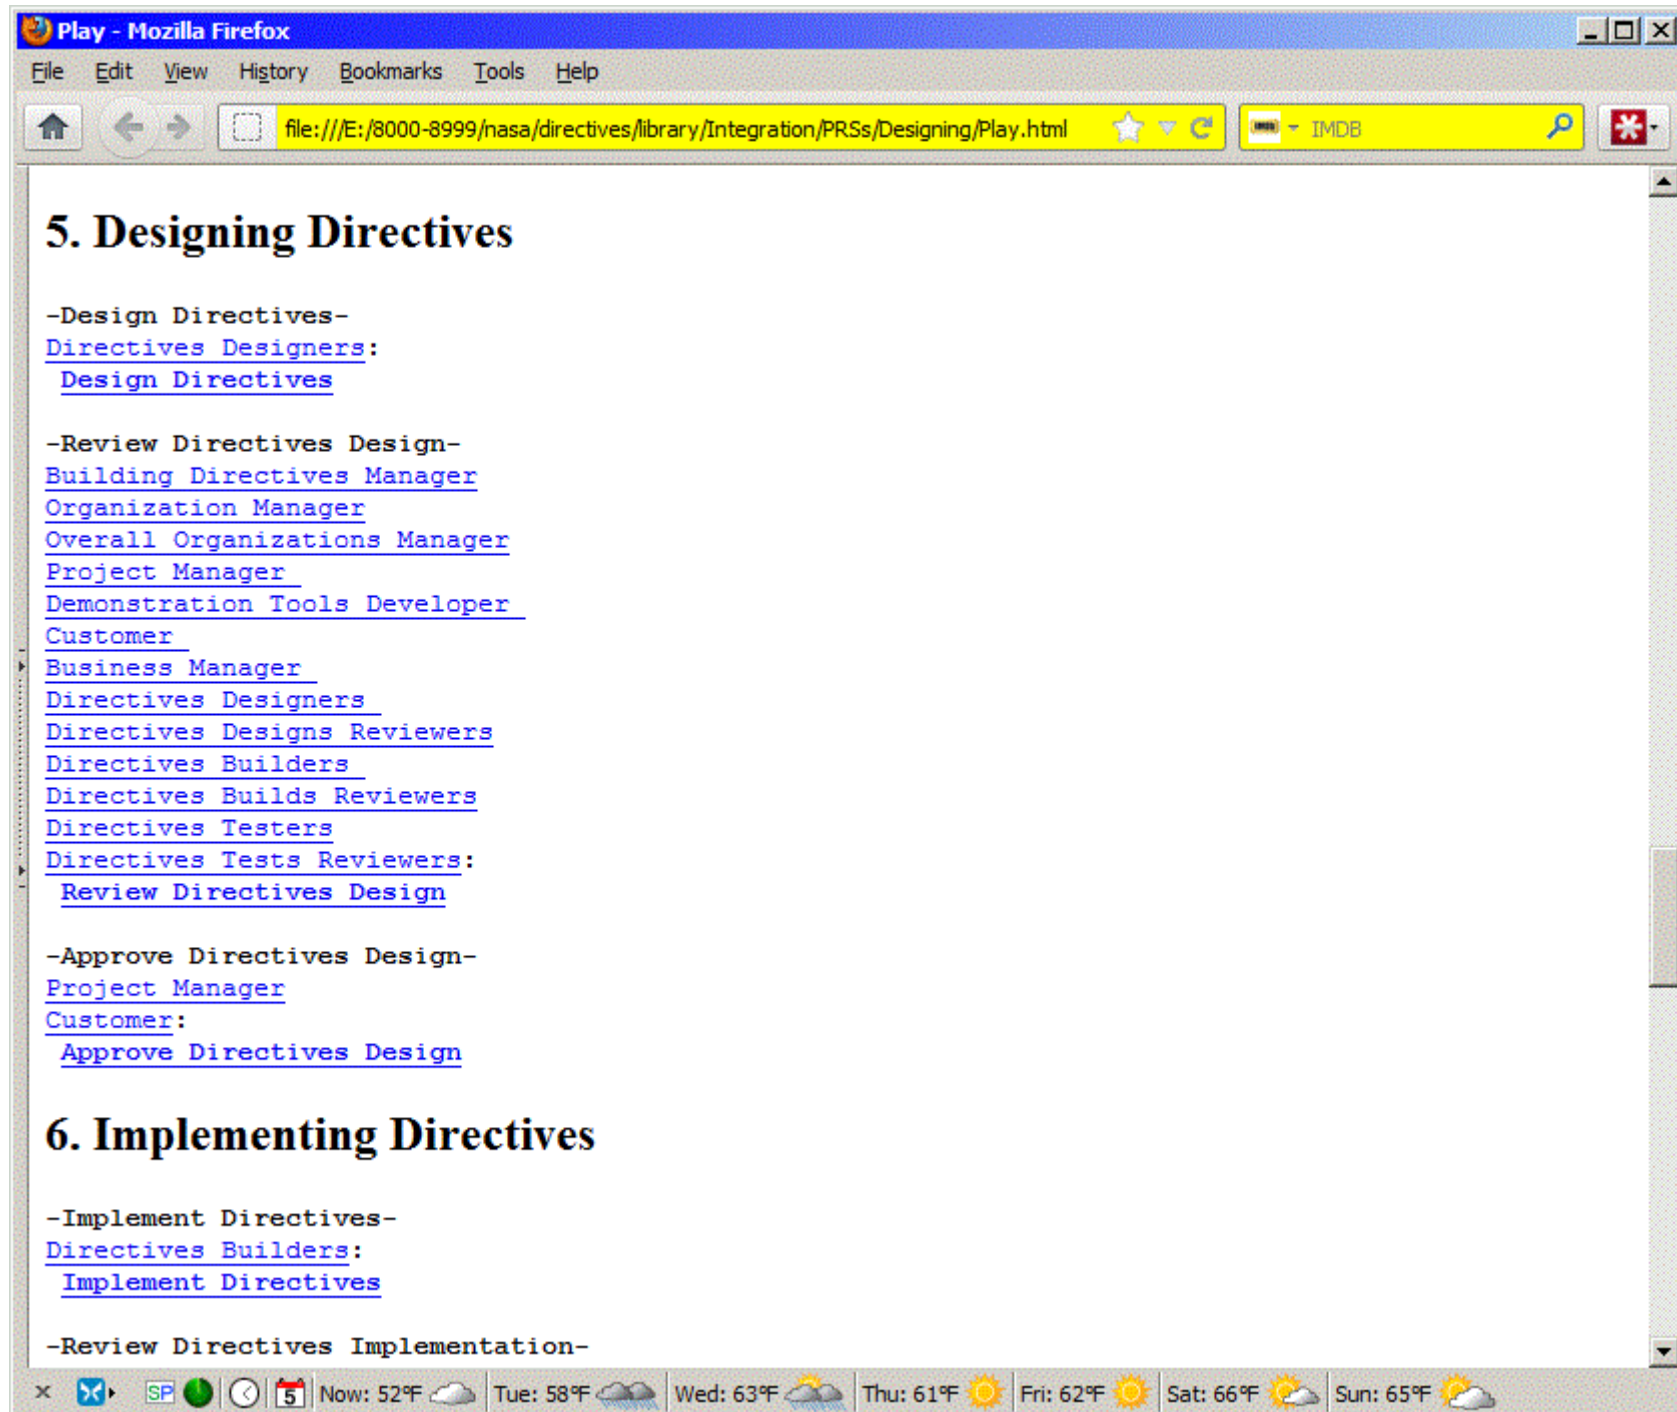 Play - Mozilla Firefox
File Edit View History Bookmarks Tools Help
file:///E:/8000-8999/nasa/directives/library/Integration/PRSs/Designing/Play.html IMDB
5. Designing Directives
-Design Directives-
Directives Designers:
Design Directives
-Review Directives Design-
Building Directives Manager
Organization Manager
Overall Organizations Manager
Project Manager
Demonstration Tools Developer
Customer
Business Manager
Directives Designers
Directives Designs Reviewers
Directives Builders
Directives Builds Reviewers
Directives Testers
Directives Tests Reviewers:
Review Directives Design
-Approve Directives Design-
Project Manager
Customer:
Approve Directives Design
6. Implementing Directives
-Implement Directives-
Directives Builders:
Implement Directives
-Review Directives Implementation-
SP 5 Now: 52°F Tue: 58°F Wed: 63°F Thu: 61°F Fri: 62°F Sat: 66°F Sun: 65°F